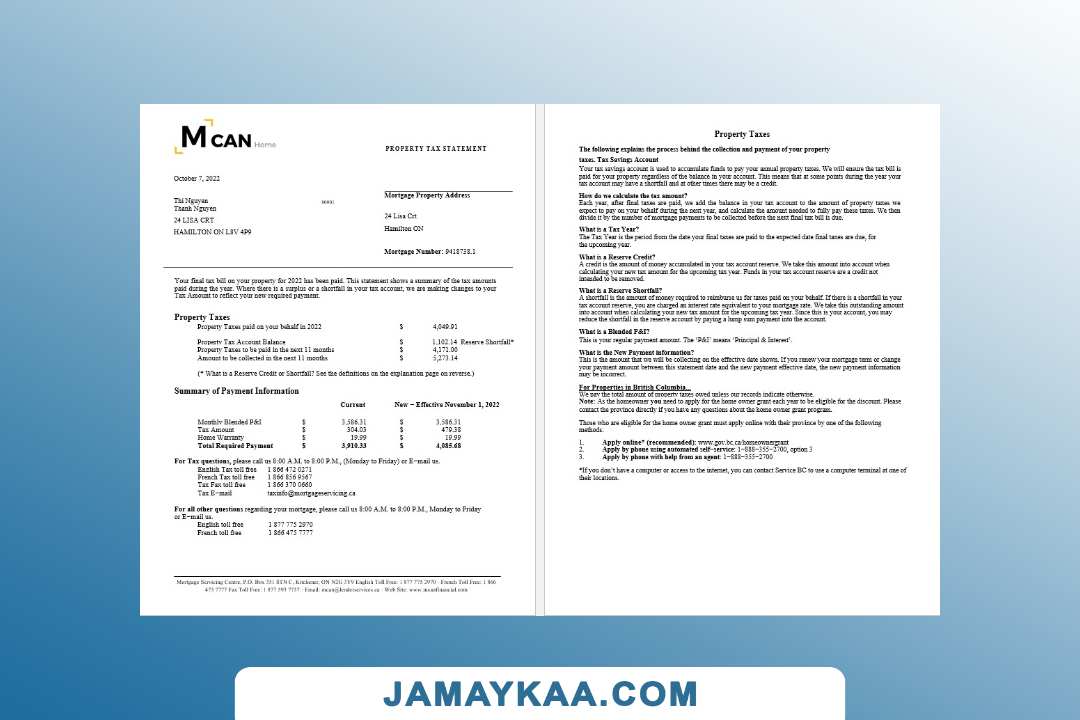 MCAN Home
PROPERTY TAX STATEMENT
October 7, 2022
Thi Nguyen
Thanh Nguyen
24 LISA CRT
HAMILTON ON L8V 4P9
Mortgage Property Address
24 Lisa Crt
Hamilton ON
Mortgage Number: 9418758.1
Your final tax bill on your property for 2022 has been paid. This statement shows a summary of the tax amounts
paid during the year. Where there is a surplus or a shortfall in your tax account, we are making changes to your
Tax Amount to reflect your new required payment.
Property Taxes
Property Taxes paid on your behalf in 2022 $ 4,049.91
Property Tax Account Balance $ 1,102.14 Reserve Shortfall*
Property Taxes to be paid in the next 11 months $ 4,171.00
Amount to be collected in the next 11 months $ 5,273.14
(* What is a Reserve Credit or Shortfall? See the definitions on the explanation page on reverse.)
Summary of Payment Information
Current New – Effective November 1, 2022
Monthly Blended P&I $ 3,586.31 $ 3,586.31
Tax Amount $ 304.03 $ 479.38
Home Warranty $ 19.99 $ 19.99
Total Required Payment $ 3,910.33 $ 4,085.68
For Tax questions, please call us 8:00 A.M. to 8:00 P.M., (Monday to Friday) or E−mail us.
English Tax toll free 1 866 472 0271
French Tax toll free 1 866 856 9567
Tax Fax toll free 1 866 370 0660
Tax E−mail taxinfo@mortgageservicing.ca
For all other questions regarding your mortgage, please call us 8:00 A.M. to 8:00 P.M., Monday to Friday
or E−mail us.
English toll free 1 877 775 2970
French toll free 1 866 475 7777
Mortgage Servicing Centre, P.O. Box 351 STN C, Kitchener, ON N2G 3Y9 English Toll Free: 1 877 775 2970 · French Toll Free: 1 866
475 7777 Fax Toll Free: 1 877 393 7757 · Email: mcan@lenderservices.ca · Web Site: www.mcanfinancial.com
Property Taxes
The following explains the process behind the collection and payment of your property
taxes. Tax Savings Account
Your tax savings account is used to accumulate funds to pay your annual property taxes. We will ensure the tax bill is
paid for your property regardless of the balance in your account. This means that at some points during the year your
tax account may have a shortfall and at other times there may be a credit.
How do we calculate the tax amount?
Each year, after final taxes are paid, we add the balance in your tax account to the amount of property taxes we
expect to pay on your behalf during the next year, and calculate the amount needed to fully pay these taxes. We then
divide it by the number of mortgage payments to be collected before the next final tax bill is due.
What is a Tax Year?
The Tax Year is the period from the date your final taxes are paid to the expected date final taxes are due, for
the upcoming year.
What is a Reserve Credit?
A credit is the amount of money accumulated in your tax account reserve. We take this amount into account when
calculating your new tax amount for the upcoming tax year. Funds in your tax account reserve are a credit not
intended to be removed.
What is a Reserve Shortfall?
A shortfall is the amount of money required to reimburse us for taxes paid on your behalf. If there is a shortfall in your
tax account reserve, you are charged an interest rate equivalent to your mortgage rate. We take this outstanding amount
into account when calculating your new tax amount for the upcoming tax year. Since this is your account, you may
reduce the shortfall in the reserve account by paying a lump sum payment into the account.
What is a Blended P&I?
This is your regular payment amount. The ‘P&I’ means ‘Principal & Interest’.
What is the New Payment information?
This is the amount that we will be collecting on the effective date shown. If you renew your mortgage term or change
your payment amount between this statement date and the new payment effective date, the new payment information
may be incorrect.
For Properties in British Columbia...
We pay the total amount of property taxes owed unless our records indicate otherwise.
Note: As the homeowner you need to apply for the home owner grant each year to be eligible for the discount. Please
contact the province directly if you have any questions about the home owner grant program.
Those who are eligible for the home owner grant must apply online with their province by one of the following
methods:
1. Apply online* (recommended): www.gov.bc.ca/homeownergrant
2. Apply by phone using automated self−service: 1−888−355−2700, option 3
3. Apply by phone with help from an agent: 1−888−355−2700
*If you don't have a computer or access to the internet, you can contact Service BC to use a computer terminal at one of
their locations.
JAMAYKAA.COM